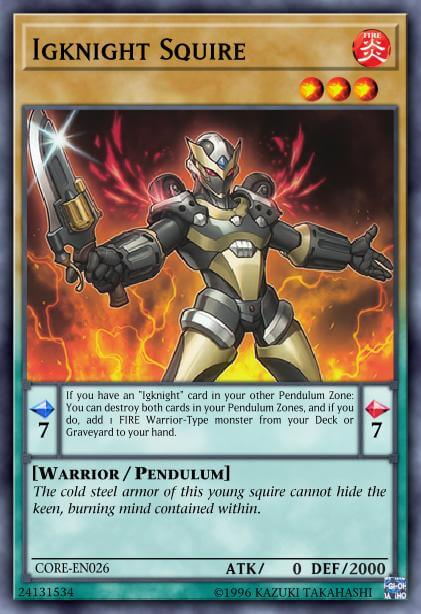 IGKNIGHT SQUIRE
FIRE
炎
If you have an "Igknight" card in your other Pendulum Zone:
You can destroy both cards in your Pendulum Zones, and if you
do, add 1 FIRE Warrior-Type monster from your Deck or
Graveyard to your hand.
7
7
[WARRIOR / PENDULUM]
The cold steel armor of this young squire cannot hide the
keen, burning mind contained within.
CORE-EN026
ATK/ 0 DEF/2000
24131534
©1996 KAZUKI TAKAHASHI